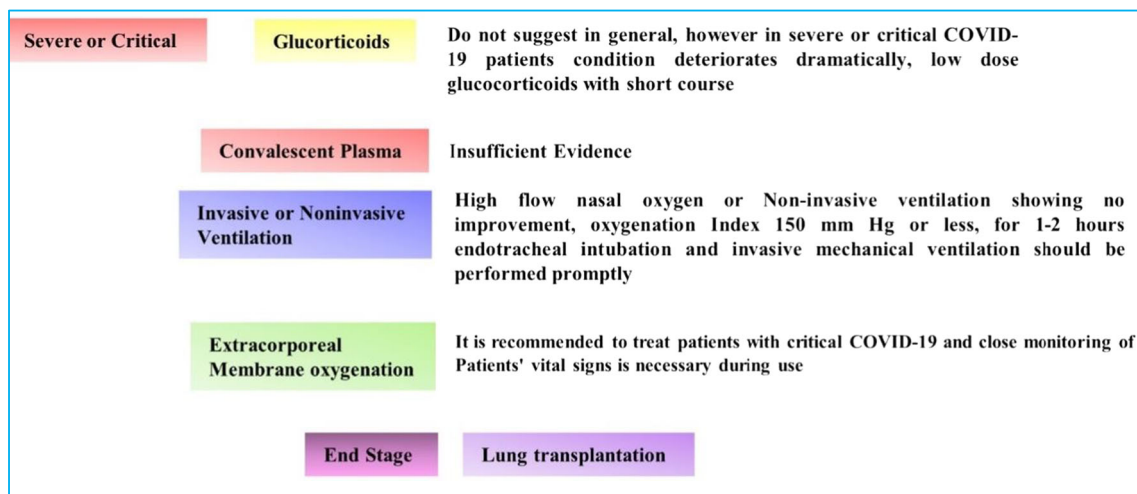 Severe or Critical
Glucorticoids
Do not suggest in general, however in severe or critical COVID-
19 patients condition deteriorates dramatically, low dose
glucocorticoids with short course
Convalescent Plasma
Insufficient Evidence
Invasive or Noninvasive
Ventilation
High flow nasal oxygen or Non-invasive ventilation showing no
improvement, oxygenation Index 150 mm Hg or less, for 1-2 hours
endotracheal intubation and invasive mechanical ventilation should be
performed promptly
Extracorporeal
Membrane oxygenation
It is recommended to treat patients with critical COVID-19 and close monitoring of
Patients' vital signs is necessary during use
End Stage
Lung transplantation